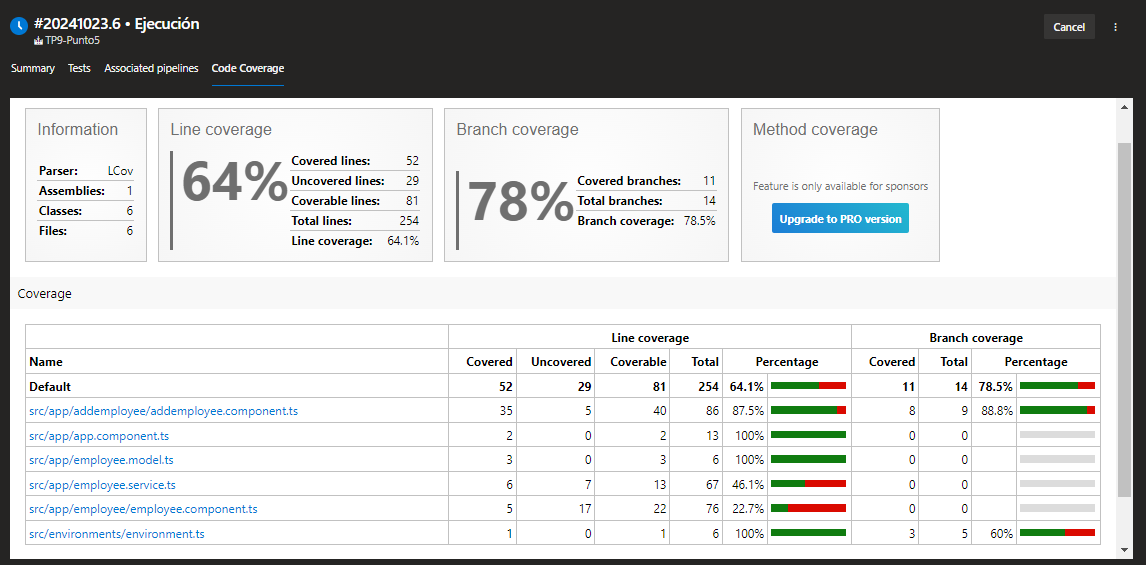 #20241023.6 • Ejecución
TP9-Punto5
Cancel
Summary Tests Associated pipelines Code Coverage
Information
Parser: LCov
Assemblies: 1
Classes: 6
Files: 6
Line coverage
64%
Covered lines: 52
Uncovered lines: 29
Coverable lines: 81
Total lines: 254
Line coverage: 64.1%
Branch coverage
78%
Covered branches: 11
Total branches: 14
Branch coverage: 78.5%
Method coverage
Feature is only available for sponsors
Upgrade to PRO version
Coverage
Line coverage Branch coverage
Name Covered Uncovered Coverable Total Percentage Covered Total Percentage
Default 52 29 81 254 64.1% 11 14 78.5%
src/app/addemployee/addemployee.component.ts 35 5 40 86 87.5% 8 9 88.8%
src/app/app.component.ts 2 0 2 13 100% 0 0
src/app/employee.model.ts 3 0 3 6 100% 0 0
src/app/employee.service.ts 6 7 13 67 46.1% 0 0
src/app/employee/employee.component.ts 5 17 22 76 22.7% 0 0
src/environments/environment.ts 1 0 1 6 100% 3 5 60%